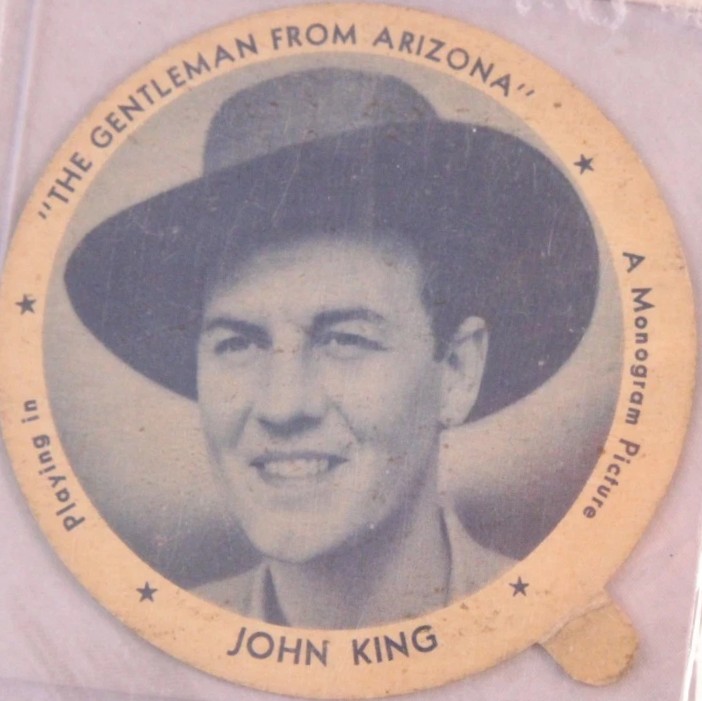 "THE GENTLEMAN FROM ARIZONA"
A Monogram Picture
JOHN KING
Playing in